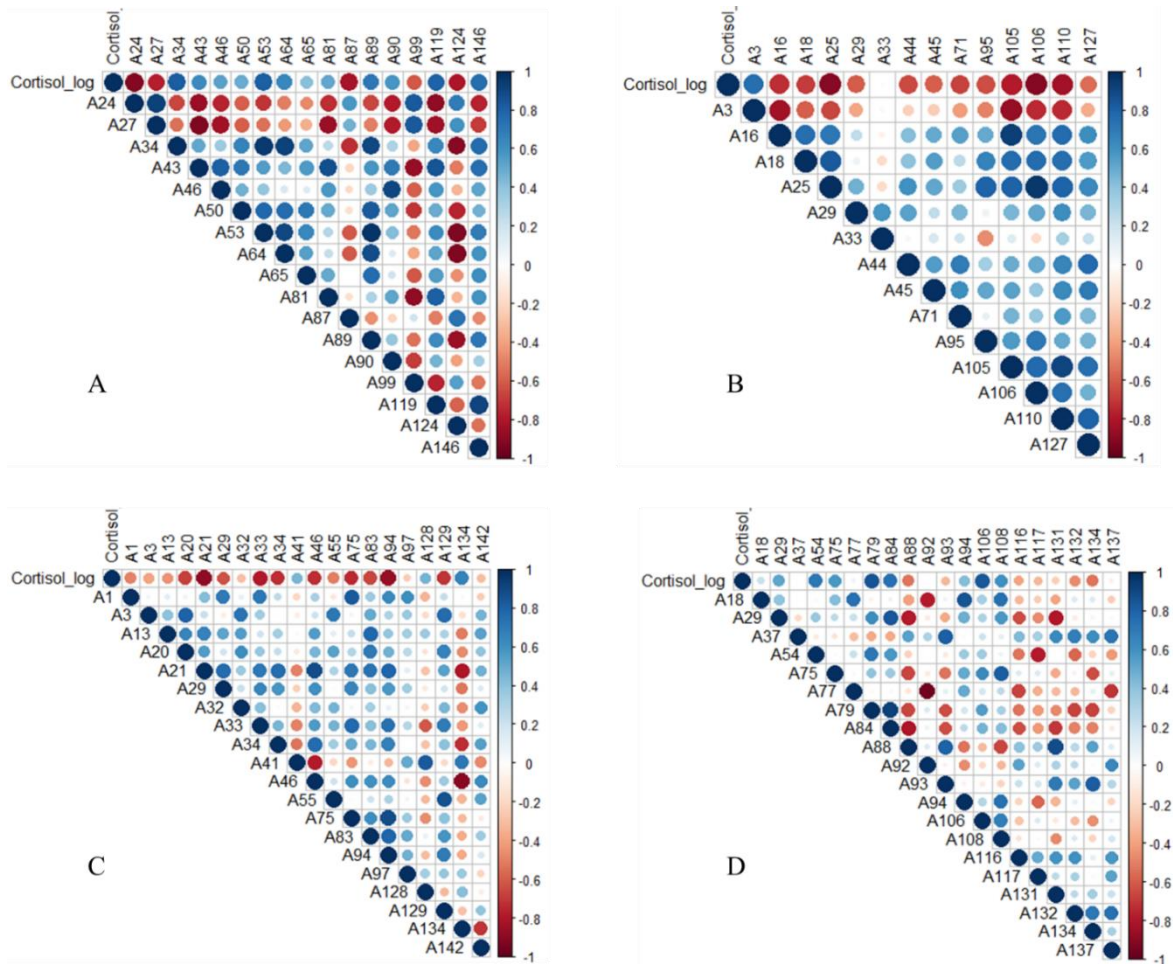 Cortisol_ A24 A27 A34 A43 A46 A50 A53 A64 A65 A81 A87 A89 A90 A99 A119 A124 A146
Cortisol_log
A24
A27
A34
A43
A46
A50
A53
A64
A65
A81
A87
A89
A90
A99
A119
A124
A146
1
0.8
0.6
0.4
0.2
0
-0.2
-0.4
-0.6
-0.8
-1
A
Cortisol_ A3 A16 A18 A25 A29 A33 A44 A45 A71 A95 A105 A106 A110 A127
Cortisol_log
A3
A16
A18
A25
A29
A33
A44
A45
A71
A95
A105
A106
A110
A127
1
0.8
0.6
0.4
0.2
0
-0.2
-0.4
-0.6
-0.8
-1
B
Cortisol_ A1 A3 A13 A20 A21 A29 A32 A33 A34 A41 A46 A55 A75 A83 A94 A97 A128 A129 A134 A142
Cortisol_log
A1
A3
A13
A20
A21
A29
A32
A33
A34
A41
A46
A55
A75
A83
A94
A97
A128
A129
A134
A142
1
0.8
0.6
0.4
0.2
0
-0.2
-0.4
-0.6
-0.8
-1
C
Cortisol_ A18 A29 A37 A54 A75 A77 A79 A84 A88 A92 A93 A94 A106 A108 A116 A117 A131 A132 A134 A137
Cortisol_log
A18
A29
A37
A54
A75
A77
A79
A84
A88
A92
A93
A94
A106
A108
A116
A117
A131
A132
A134
A137
1
0.8
0.6
0.4
0.2
0
-0.2
-0.4
-0.6
-0.8
-1
D